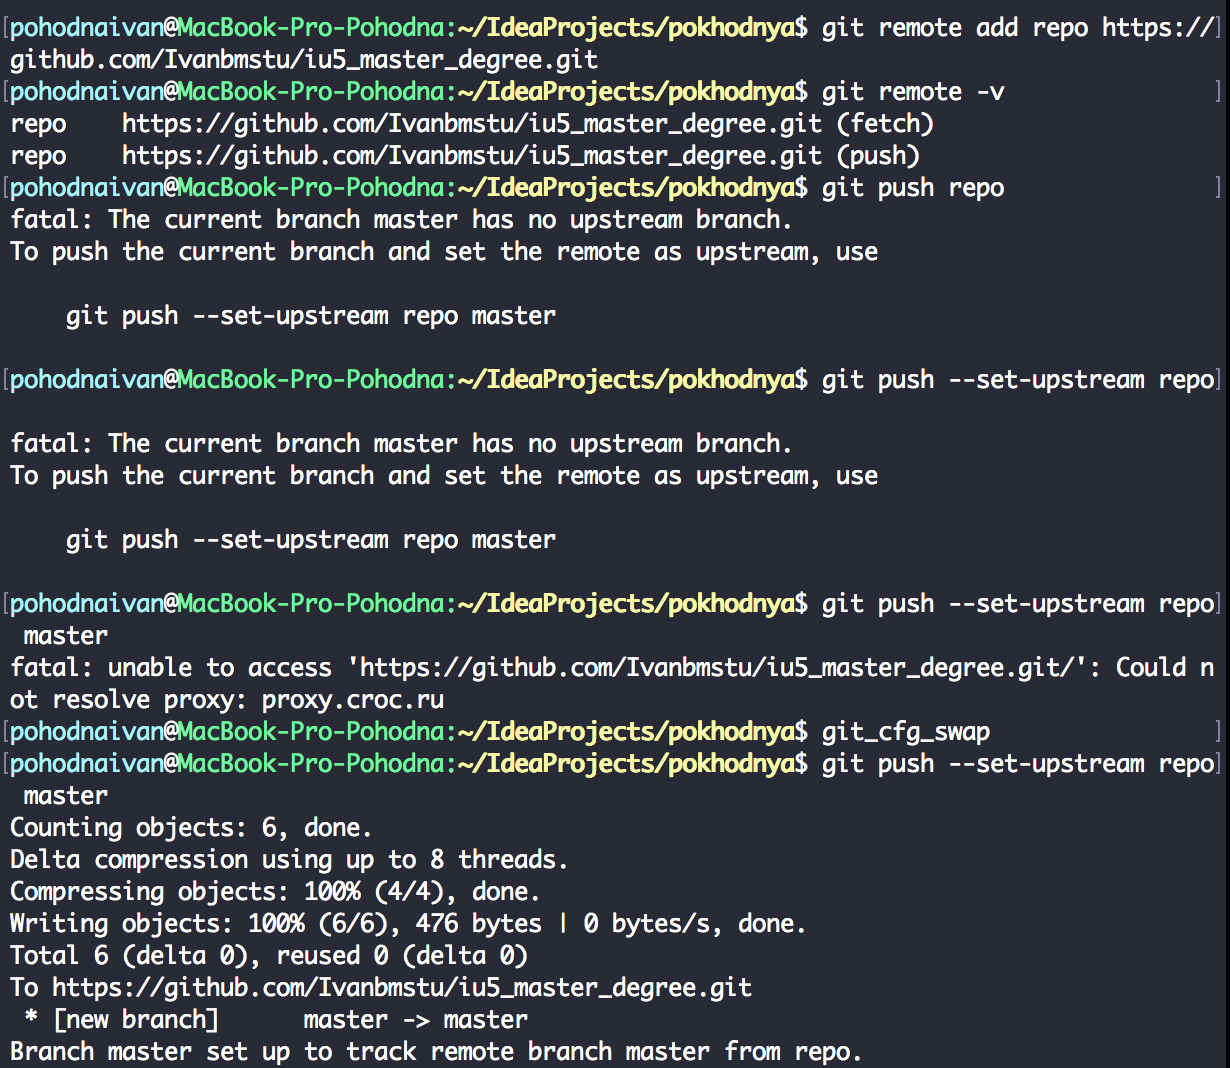 [pohodnaivan@MacBook-Pro-Pohodna:~/IdeaProjects/pokhodnya$ git remote add repo https://]
github.com/Ivanbmstu/iu5_master_degree.git
[pohodnaivan@MacBook-Pro-Pohodna:~/IdeaProjects/pokhodnya$ git remote -v ]
repo    https://github.com/Ivanbmstu/iu5_master_degree.git (fetch)
repo    https://github.com/Ivanbmstu/iu5_master_degree.git (push)
[pohodnaivan@MacBook-Pro-Pohodna:~/IdeaProjects/pokhodnya$ git push repo ]
fatal: The current branch master has no upstream branch.
To push the current branch and set the remote as upstream, use
    git push --set-upstream repo master
[pohodnaivan@MacBook-Pro-Pohodna:~/IdeaProjects/pokhodnya$ git push --set-upstream repo]
fatal: The current branch master has no upstream branch.
To push the current branch and set the remote as upstream, use
    git push --set-upstream repo master
[pohodnaivan@MacBook-Pro-Pohodna:~/IdeaProjects/pokhodnya$ git push --set-upstream repo]
 master
fatal: unable to access 'https://github.com/Ivanbmstu/iu5_master_degree.git/': Could n
ot resolve proxy: proxy.croc.ru
[pohodnaivan@MacBook-Pro-Pohodna:~/IdeaProjects/pokhodnya$ git_cfg_swap ]
[pohodnaivan@MacBook-Pro-Pohodna:~/IdeaProjects/pokhodnya$ git push --set-upstream repo]
 master
Counting objects: 6, done.
Delta compression using up to 8 threads.
Compressing objects: 100% (4/4), done.
Writing objects: 100% (6/6), 476 bytes | 0 bytes/s, done.
Total 6 (delta 0), reused 0 (delta 0)
To https://github.com/Ivanbmstu/iu5_master_degree.git
 * [new branch]      master -> master
Branch master set up to track remote branch master from repo.